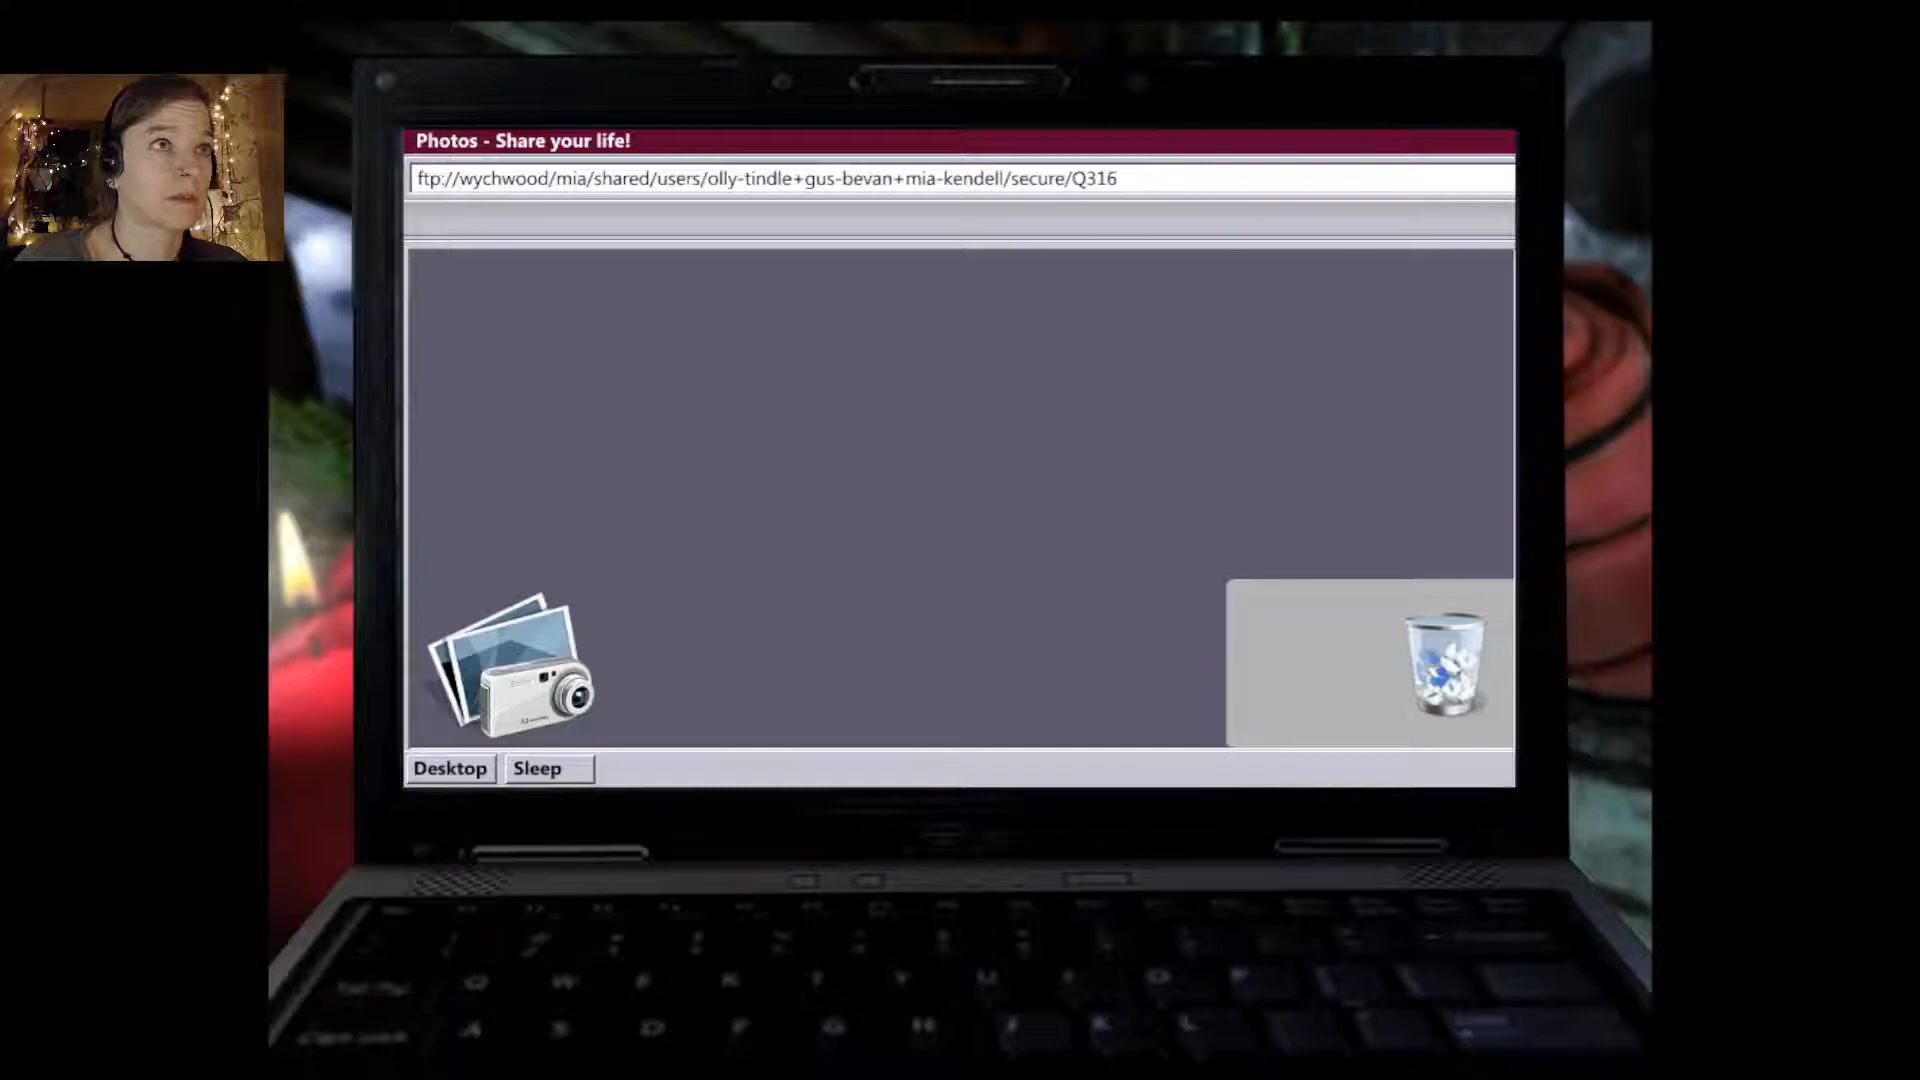 Photos - Share your life!
ftp://wychwood/mia/shared/users/olly-tindle+gus-bevan+mia-kendell/secure/Q316
Desktop
Sleep
Q W E
T Y U I O P
A S D F G H J K L